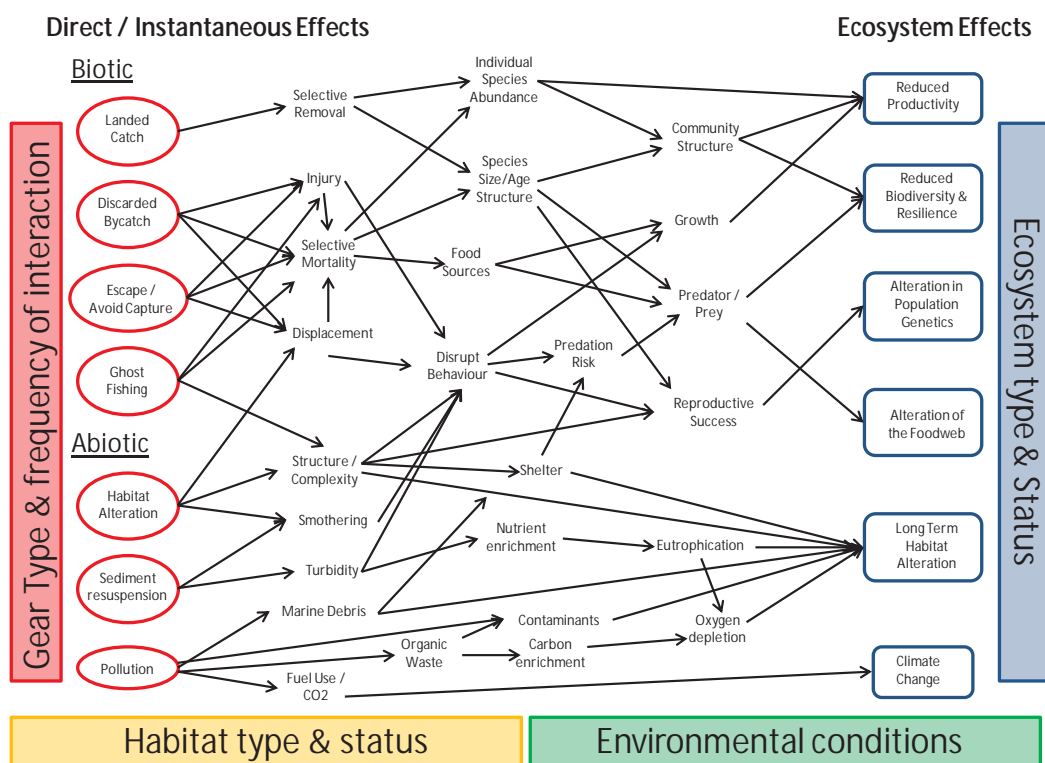 Direct / Instantaneous Effects
Ecosystem Effects
Biotic
Landed
Catch
Discarded
Bycatch
Escape /
Avoid Capture
Ghost
Fishing
Abiotic
Habitat
Alteration
Sediment
resuspension
Pollution
Gear Type & frequency of interaction
Selective
Removal
Injury
Selective
Mortality
Displacement
Structure /
Complexity
Smothering
Turbidity
Marine Debris
Organic
Waste
Fuel Use /
CO2
Individual
Species
Abundance
Species
Size/Age
Structure
Food
Sources
Disrupt
Behaviour
Predation
Risk
Shelter
Nutrient
enrichment
Contaminants
Carbon
enrichment
Community
Structure
Growth
Predator /
Prey
Reproductive
Success
Eutrophication
Oxygen
depletion
Reduced
Productivity
Reduced
Biodiversity &
Resilience
Alteration in
Population
Genetics
Alteration of
the Foodweb
Long Term
Habitat
Alteration
Climate
Change
Ecosystem type & Status
Habitat type & status
Environmental conditions